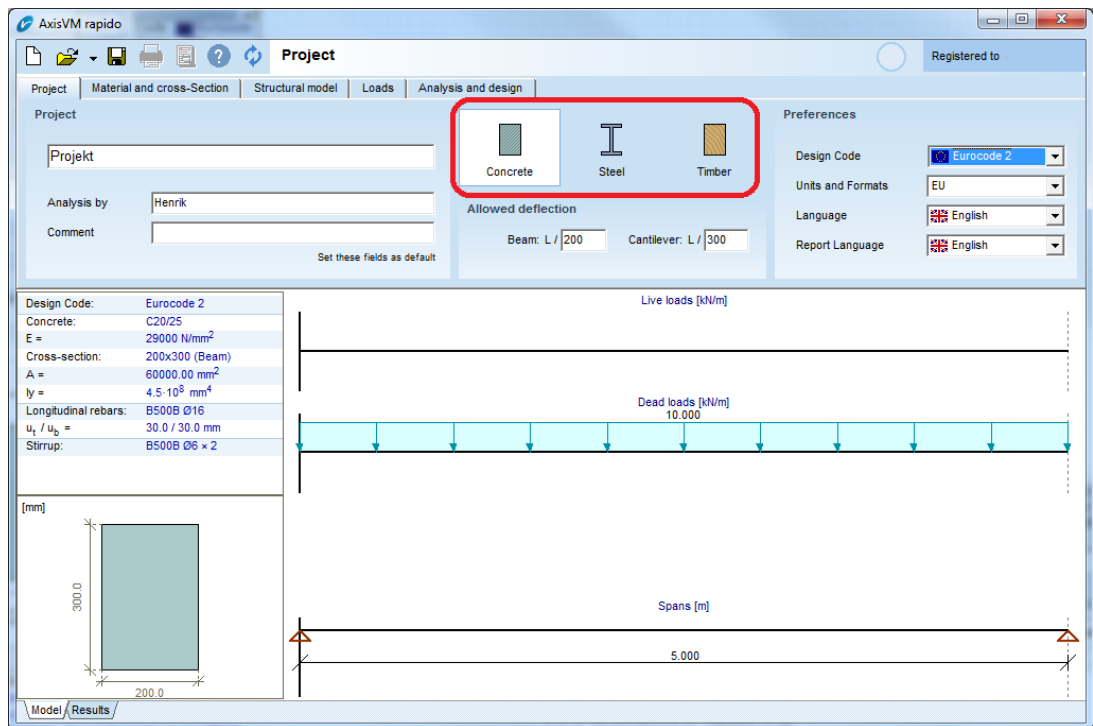 AxisVM rapido
Project
Registered to
Project
Material and cross-Section
Structural model
Loads
Analysis and design
Project
Projekt
Analysis by
Henrik
Comment
Set these fields as default
Concrete
Steel
Timber
Allowed deflection
Beam: L / 200
Cantilever: L / 300
Preferences
Design Code
Eurocode 2
Units and Formats
EU
Language
English
Report Language
English
Design Code: Eurocode 2
Concrete: C20/25
E = 29000 N/mm²
Cross-section: 200x300 (Beam)
A = 60000.00 mm²
Iy = 4.5·10⁸ mm⁴
Longitudinal rebars: B500B Ø16
uₜ / u_b = 30.0 / 30.0 mm
Stirrup: B500B Ø6 × 2
[mm]
300.0
200.0
Live loads [kN/m]
Dead loads [kN/m]
10.000
Spans [m]
5.000
Model
Results